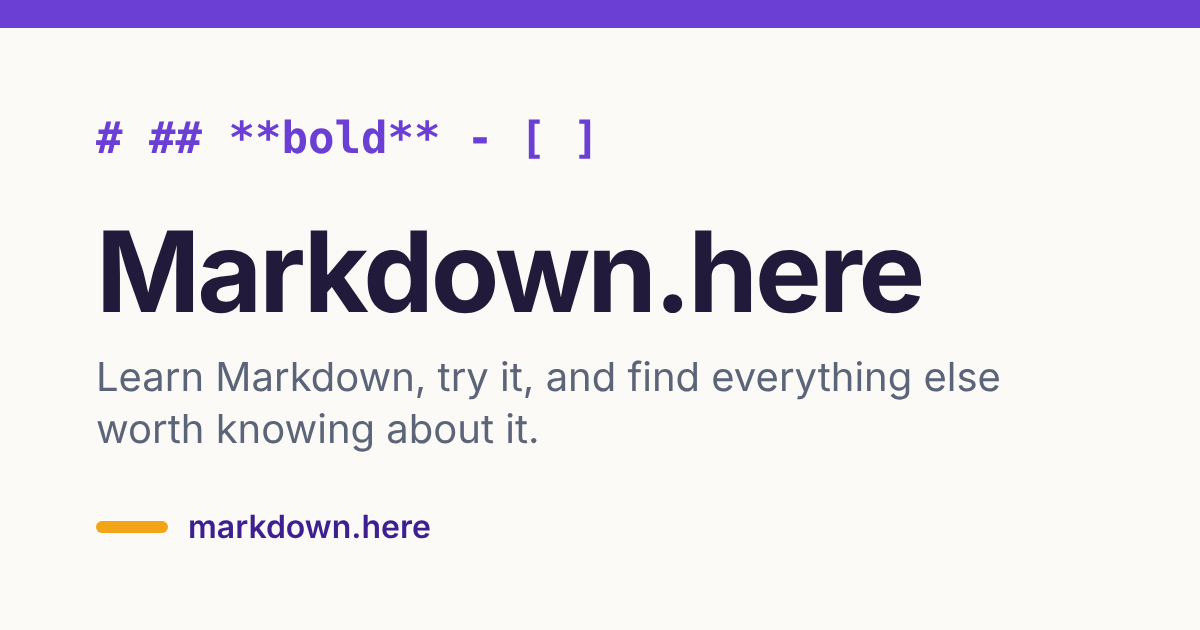 # ## **bold** - [ ]
Markdown.here
Learn Markdown, try it, and find everything else
worth knowing about it.
markdown.here